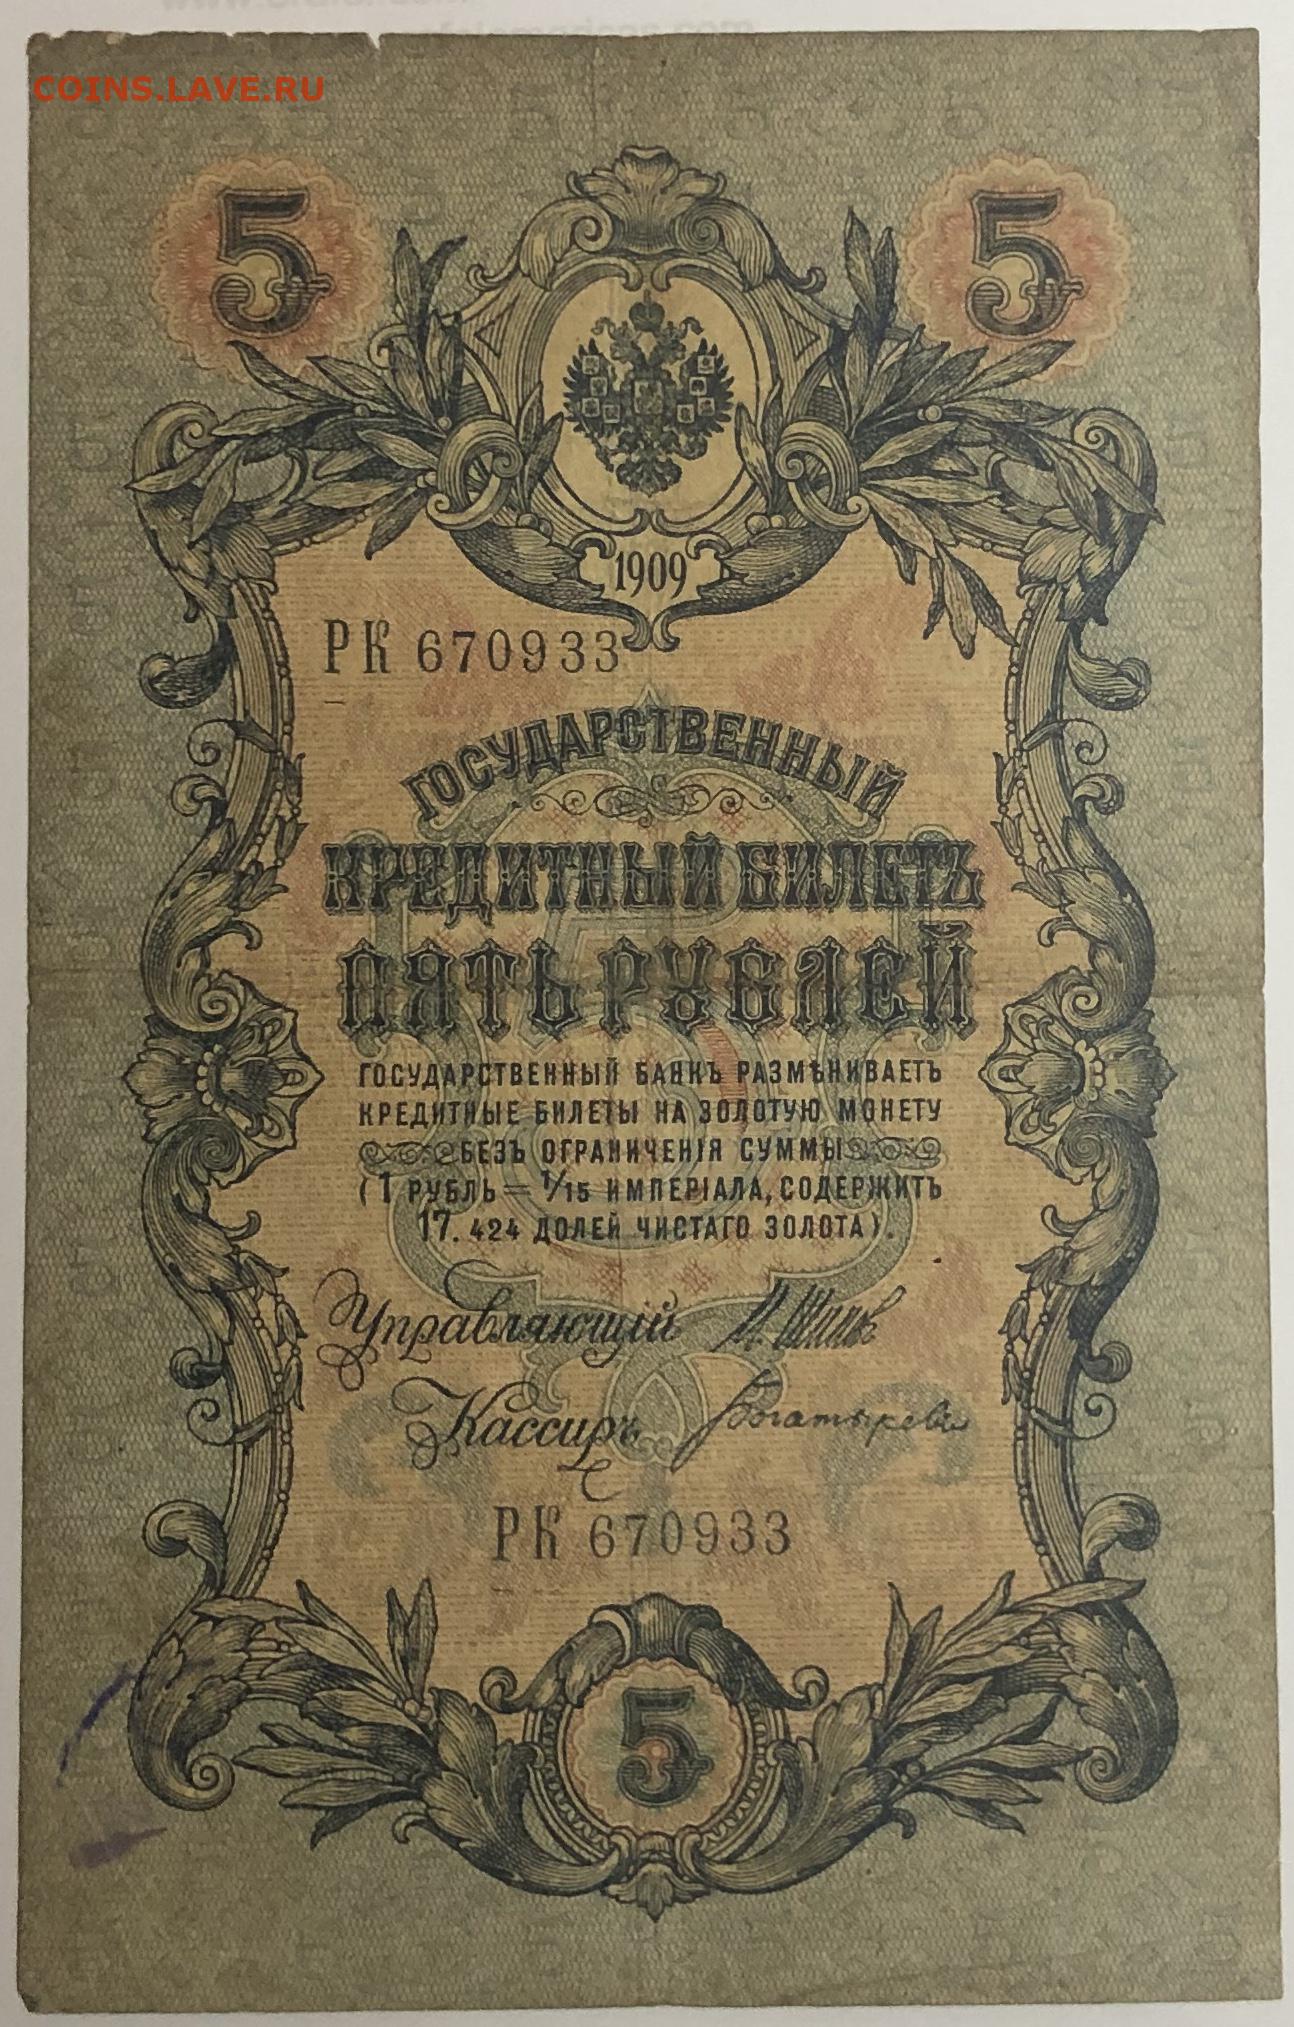 COINS.LAVE.RU
5 5
1909
РК 670933
ГОСУДАРСТВЕННЫЙ
КРЕДИТНЫЙ БИЛЕТЪ
ПЯТЬ РУБЛЕЙ
ГОСУДАРСТВЕННЫЙ БАНКЪ РАЗМѢНИВАЕТЪ
КРЕДИТНЫЕ БИЛЕТЫ НА ЗОЛОТУЮ МОНЕТУ
БЕЗЪ ОГРАНИЧЕНІЯ СУММЫ
(1 РУБЛЬ = 1/15 ИМПЕРІАЛА, СОДЕРЖИТЪ
17. 424 ДОЛЕЙ ЧИСТАГО ЗОЛОТА).
Управляющій И. Шипов
Кассиръ Богатыревъ
РК 670933
5